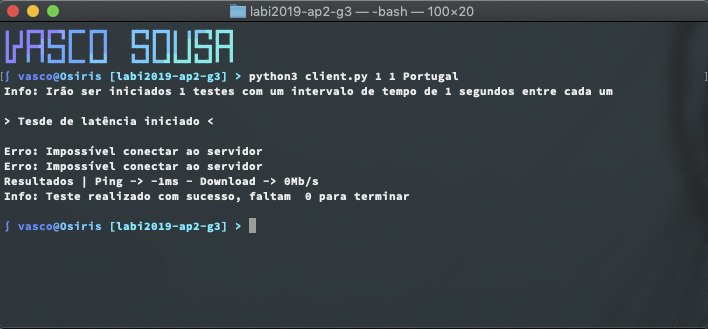 labi2019-ap2-g3 — -bash — 100×20
VASCO SOUSA
[∫ vasco@Osiris [labi2019-ap2-g3] > python3 client.py 1 1 Portugal ]
Info: Irão ser iniciados 1 testes com um intervalo de tempo de 1 segundos entre cada um
> Tesde de latência iniciado <
Erro: Impossível conectar ao servidor
Erro: Impossível conectar ao servidor
Resultados | Ping -> -1ms - Download -> 0Mb/s
Info: Teste realizado com sucesso, faltam  0 para terminar
∫ vasco@Osiris [labi2019-ap2-g3] >